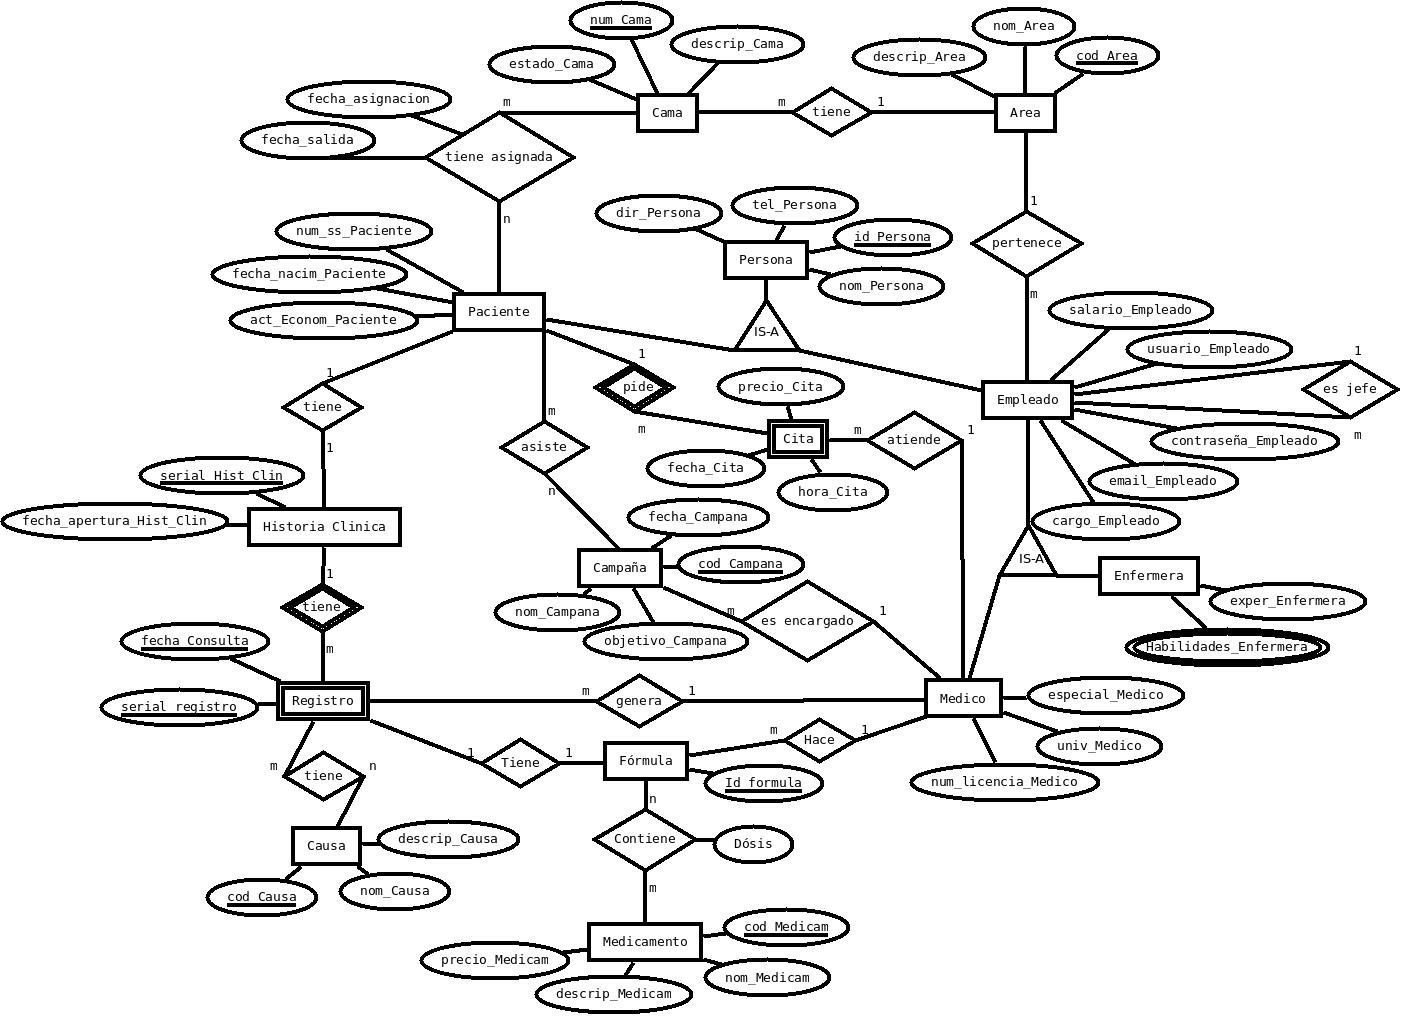 num_Cama
nom_Area
descrip_Cama
descrip_Area
cod_Area
estado_Cama
fecha_asignacion
m
m
1
Cama
tiene
Area
fecha_salida
tiene asignada
1
dir_Persona
tel_Persona
n
num_ss_Paciente
id_Persona
pertenece
Persona
fecha_nacim_Paciente
nom_Persona
m
Paciente
salario_Empleado
act_Econom_Paciente
IS-A
usuario_Empleado
1
1
1
pide
precio_Cita
es jefe
Empleado
tiene
m
m
1
m
m
Cita
atiende
contraseña_Empleado
1
asiste
serial_Hist_Clin
fecha_Cita
email_Empleado
n
hora_Cita
fecha_apertura_Hist_Clin
Historia Clinica
fecha_Campana
cargo_Empleado
IS-A
Campaña
cod_Campana
1
Enfermera
tiene
nom_Campana
m
1
exper_Enfermera
es encargado
fecha_Consulta
objetivo_Campana
m
Habilidades_Enfermera
m
1
especial_Medico
serial_registro
Registro
genera
Medico
m
1
Hace
univ_Medico
1
1
m
n
Tiene
Fórmula
tiene
Id_formula
num_licencia_Medico
n
descrip_Causa
Causa
Contiene
Dósis
cod_Causa
nom_Causa
m
cod_Medicam
Medicamento
precio_Medicam
nom_Medicam
descrip_Medicam